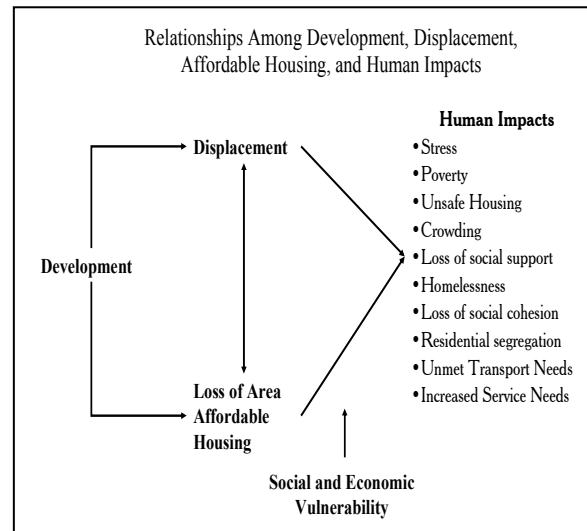 Relationships Among Development, Displacement,
Affordable Housing, and Human Impacts
Human Impacts
Displacement
• Stress
• Poverty
• Unsafe Housing
• Crowding
• Loss of social support
• Homelessness
• Loss of social cohesion
• Residential segregation
• Unmet Transport Needs
• Increased Service Needs
Development
Loss of Area
Affordable
Housing
Social and Economic
Vulnerability